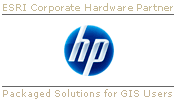 ESRI Corporate Hardware Partner
hp
Packaged Solutions for GIS Users